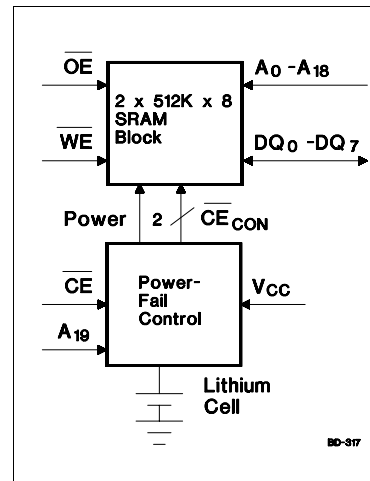 OE A0 -A18
2 x 512K x 8
SRAM
Block
WE DQ0 -DQ7
Power 2 CECON
CE Power-
Fail VCC
Control
A19
Lithium
Cell
BD-317